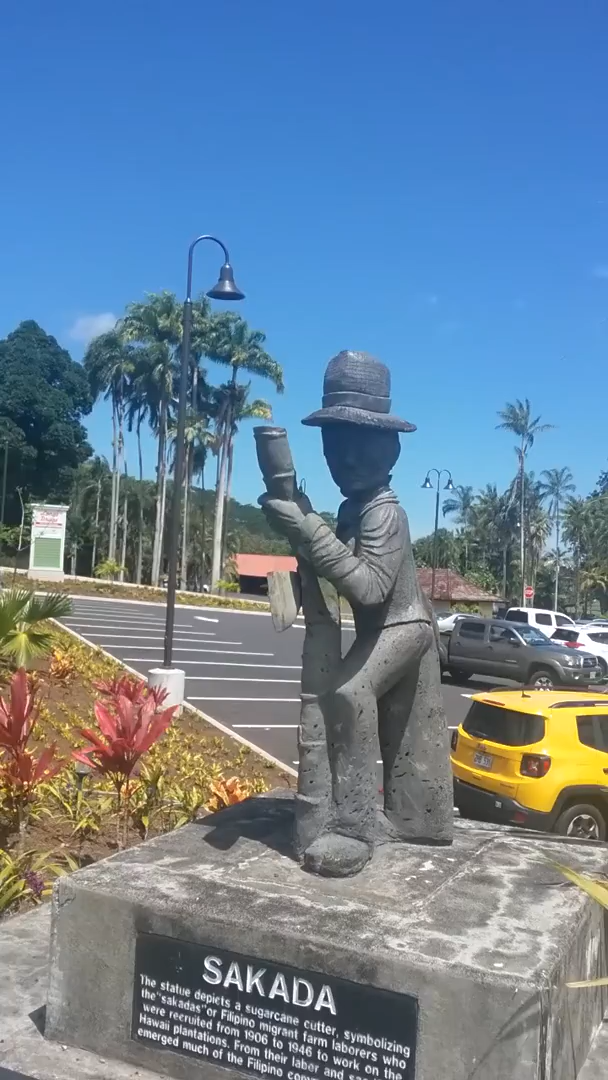 SAKADA
The statue depicts a sugarcane cutter, symbolizing
the "sakadas" or Filipino migrant farm laborers who
were recruited from 1906 to 1946 to work on the
Hawaii plantations. From their labor and
emerged much of the Filipino